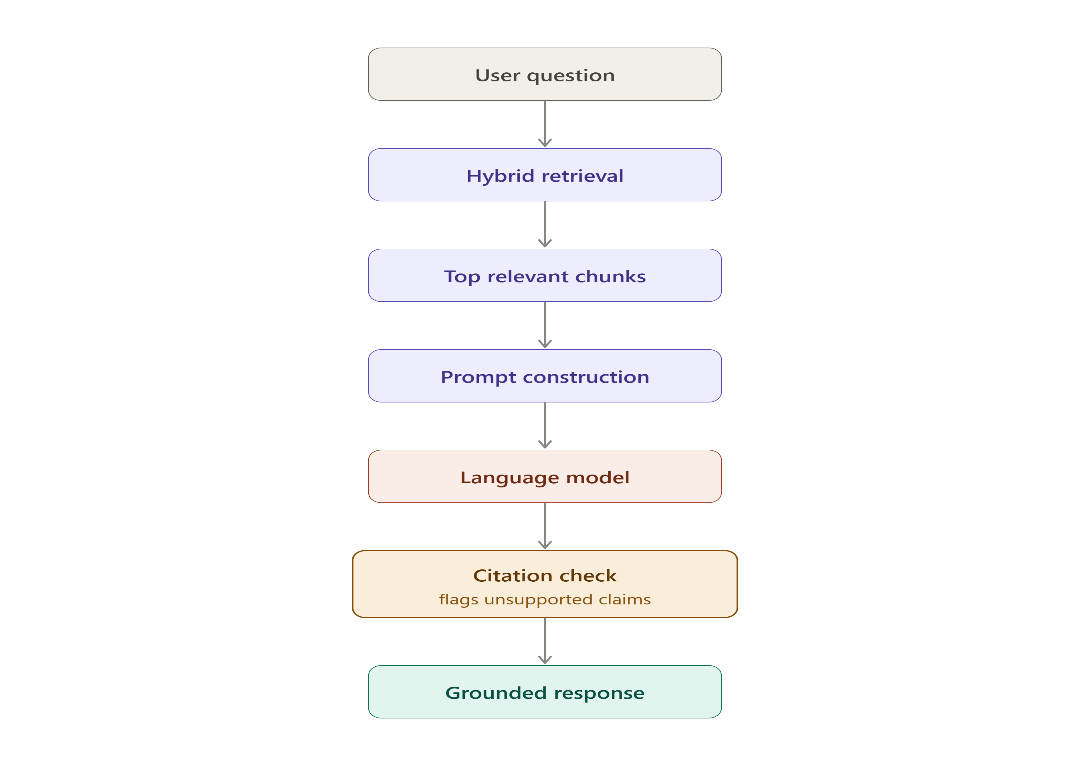 User question
Hybrid retrieval
Top relevant chunks
Prompt construction
Language model
Citation check
flags unsupported claims
Grounded response